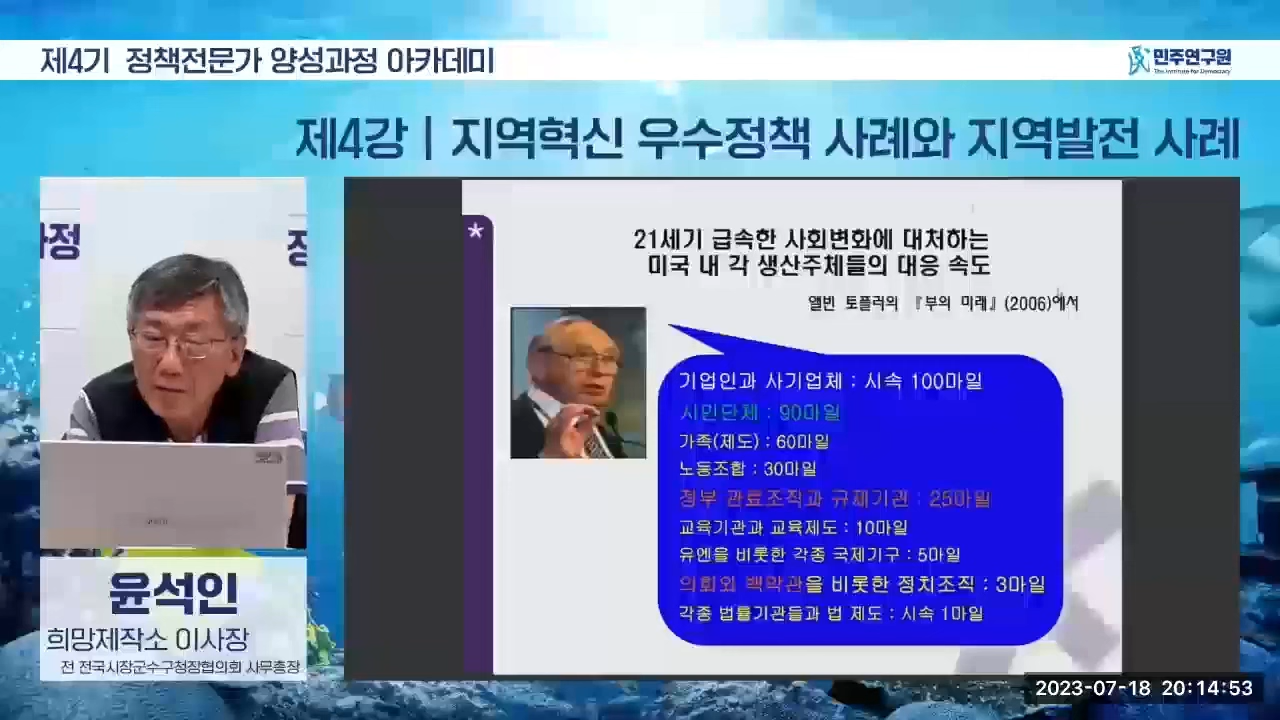 제4기 정책전문가 양성과정 아카데미
민주연구원
The Institute for Democracy
제4강 | 지역혁신 우수정책 사례와 지역발전 사례
과정
정
*
21세기 급속한 사회변화에 대처하는
미국 내 각 생산주체들의 대응 속도
앨빈 토플러의 『부의 미래』(2006)에서
기업인과 사기업체 : 시속 100마일
시민단체 : 90마일
가족(제도) : 60마일
노동조합 : 30마일
정부 관료조직과 규제기관 : 25마일
교육기관과 교육제도 : 10마일
유엔을 비롯한 각종 국제기구 : 5마일
의회와 백악관을 비롯한 정치조직 : 3마일
각종 법률기관들과 법 제도 : 시속 1마일
윤석인
희망제작소 이사장
전 전국시장군수구청장협의회 사무총장
2023-07-18 20:14:53